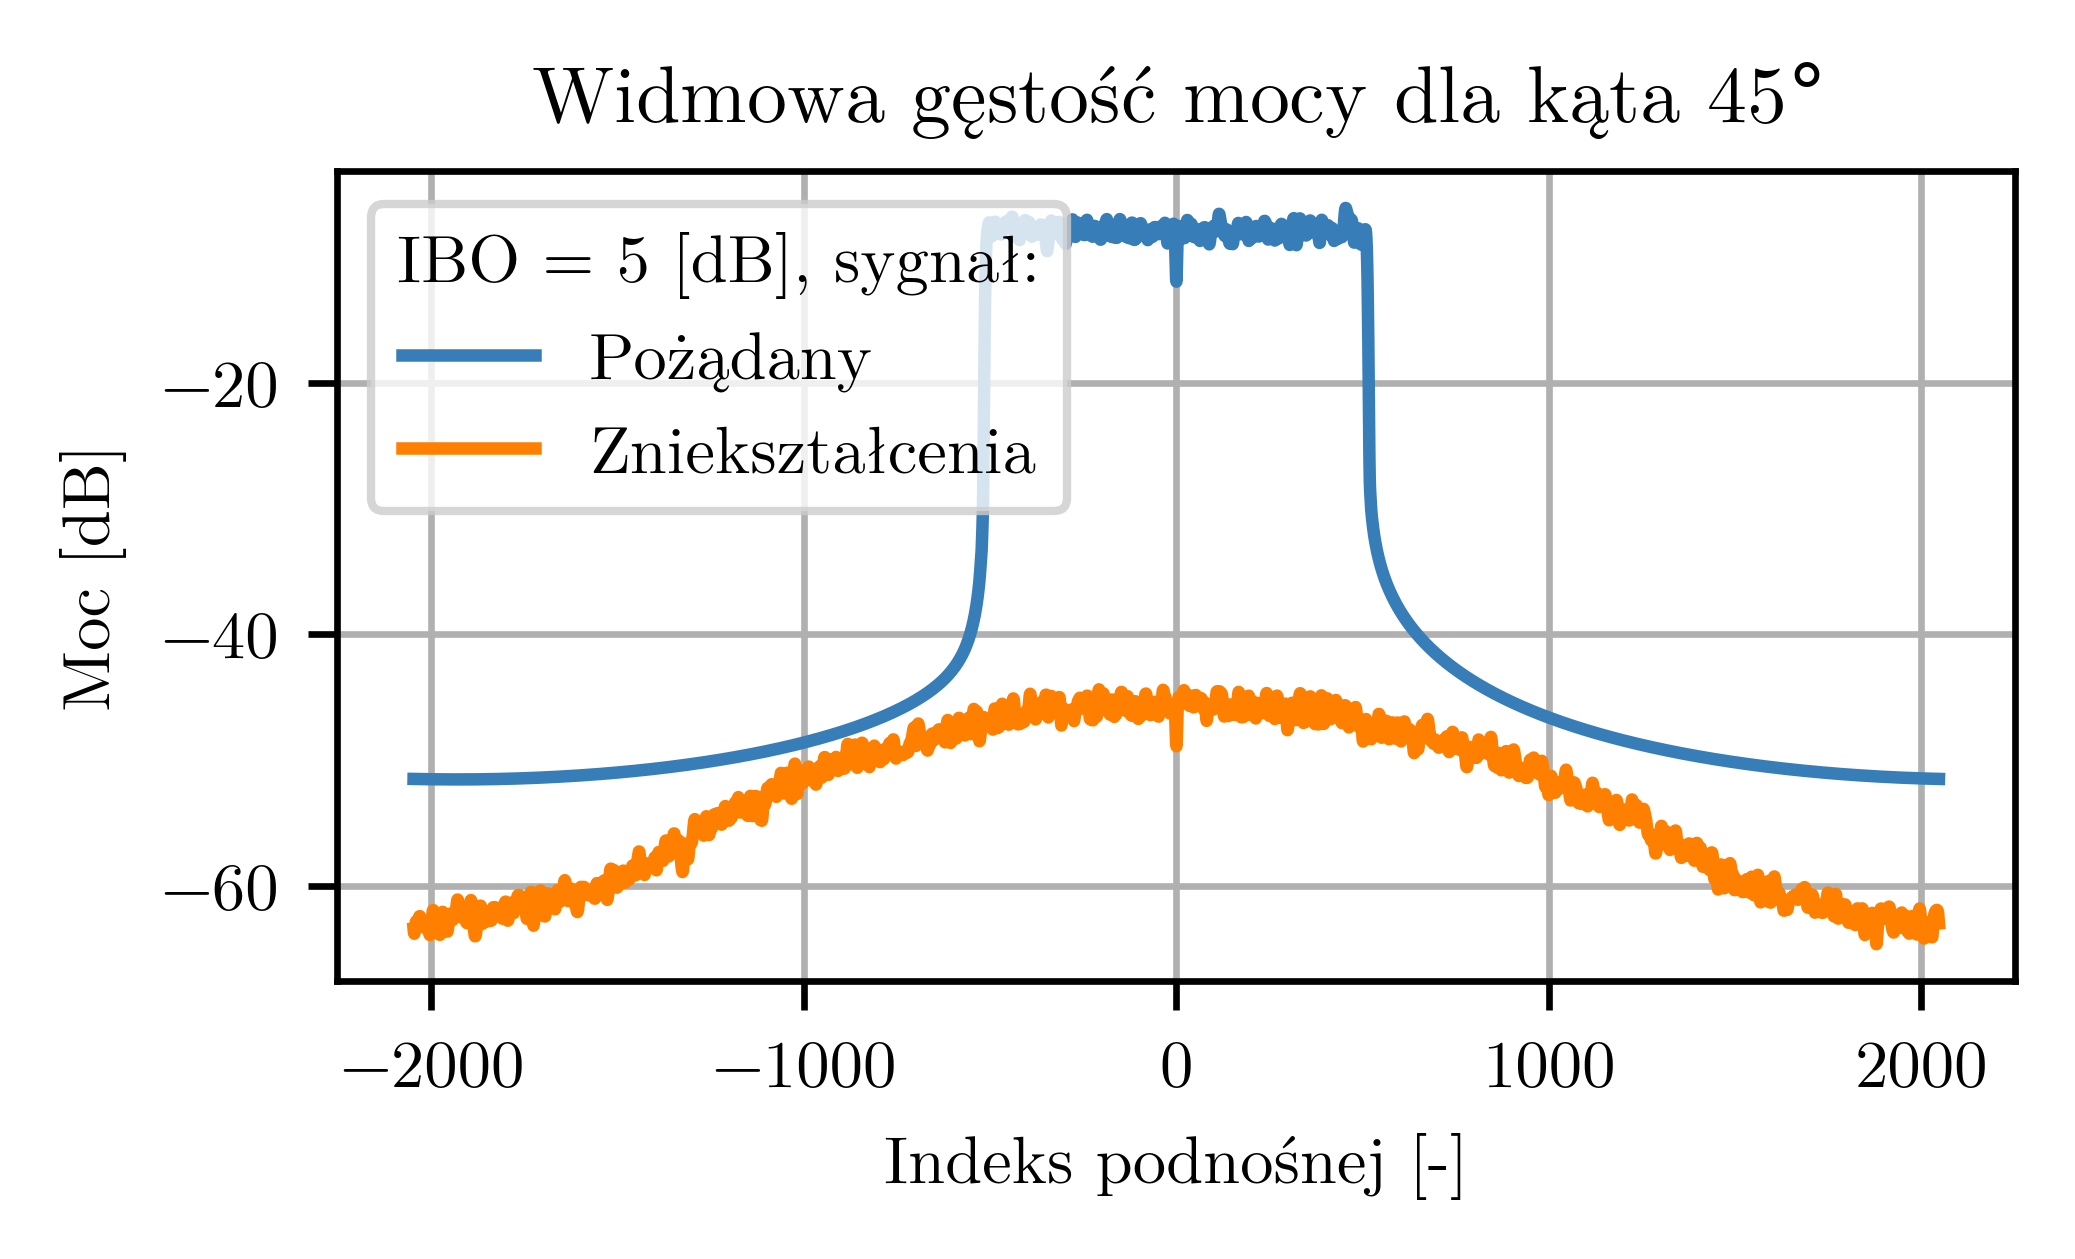 Widmowa gęstość mocy dla kąta 45°
IBO = 5 [dB], sygnał:
Pożądany
Zniekształcenia
Moc [dB]
−20
−40
−60
−2000
−1000
0
1000
2000
Indeks podnośnej [-]